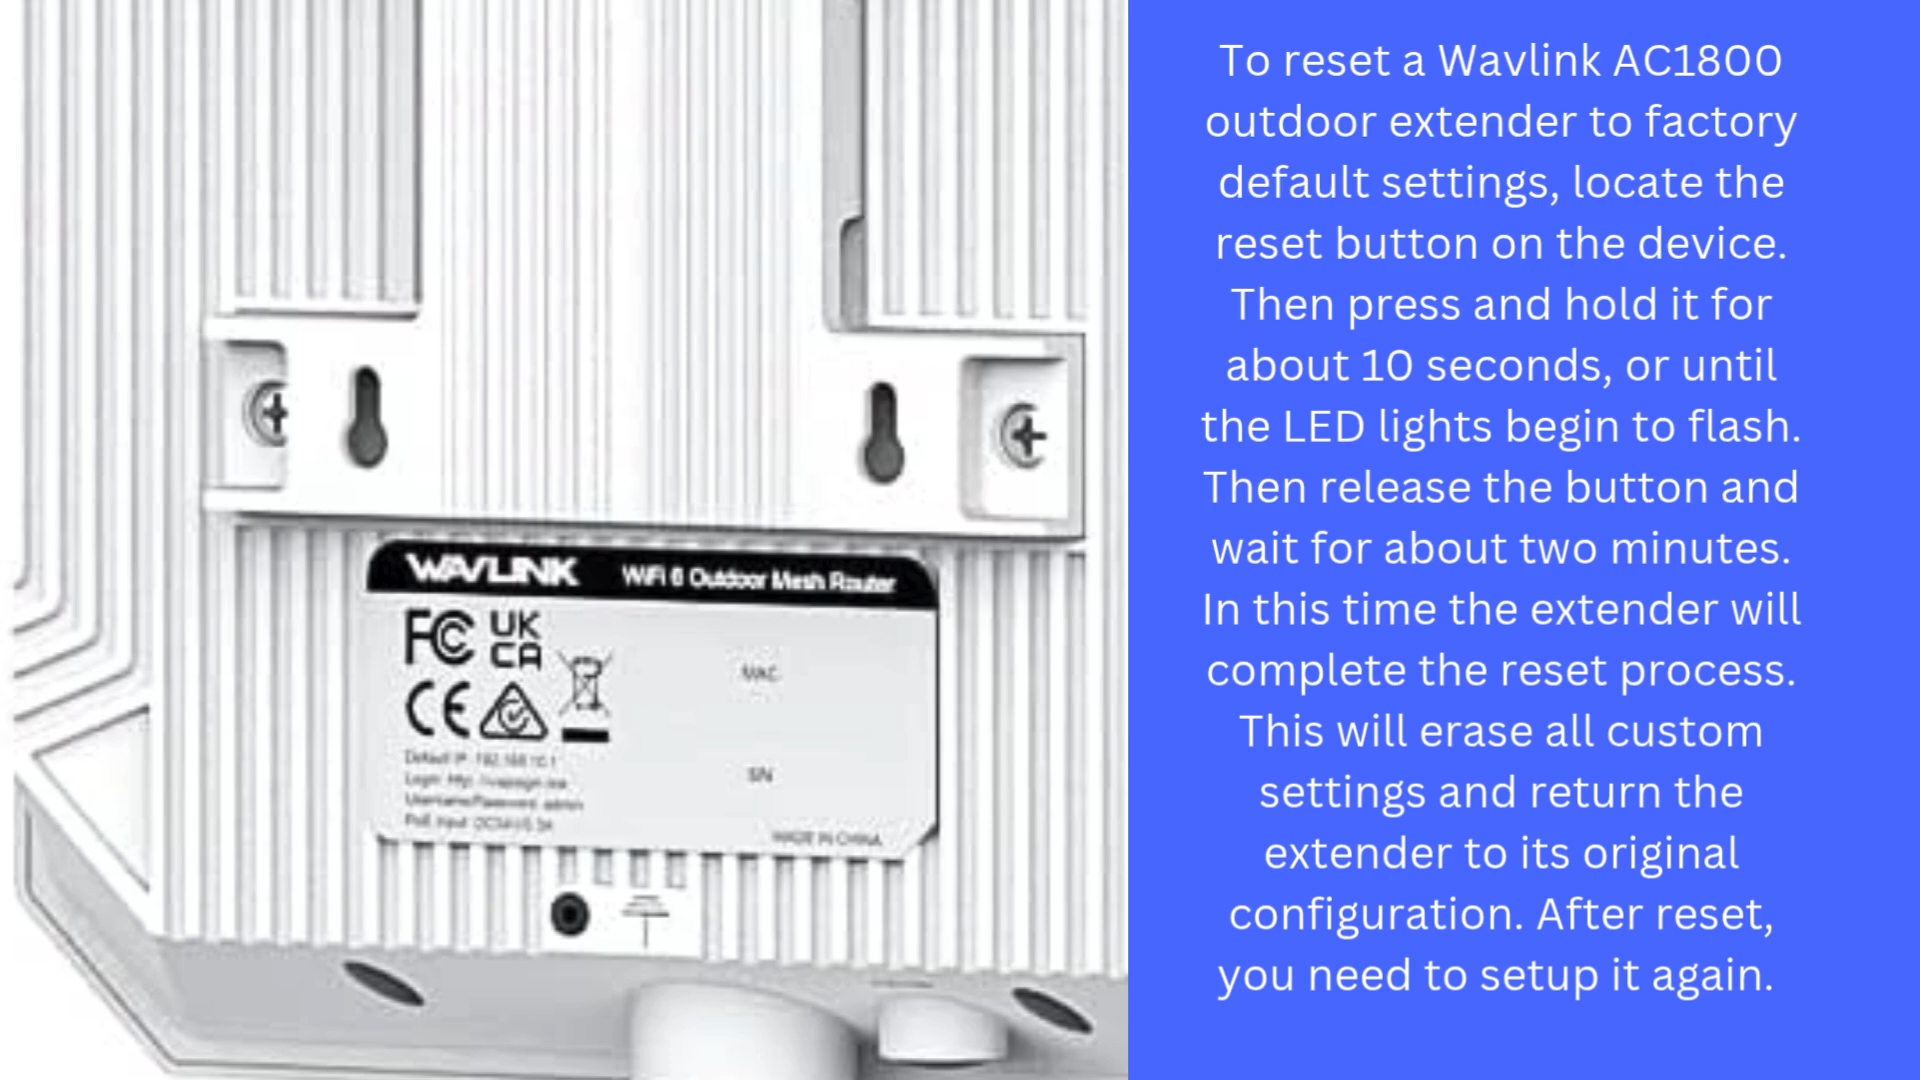 WAVLINK WiFi 6 Outdoor Mesh Router
FC UK
CA
CE
MAC
SN
Username/Password: admin
MADE IN CHINA
To reset a Wavlink AC1800
outdoor extender to factory
default settings, locate the
reset button on the device.
Then press and hold it for
about 10 seconds, or until
the LED lights begin to flash.
Then release the button and
wait for about two minutes.
In this time the extender will
complete the reset process.
This will erase all custom
settings and return the
extender to its original
configuration. After reset,
you need to setup it again.